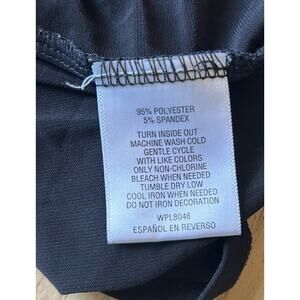 95% POLYESTER
5% SPANDEX
TURN INSIDE OUT
MACHINE WASH COLD
GENTLE CYCLE
WITH LIKE COLORS
ONLY NON-CHLORINE
BLEACH WHEN NEEDED
TUMBLE DRY LOW
COOL IRON WHEN NEEDED
DO NOT IRON DECORATION
WPL8046
ESPAÑOL EN REVERSO